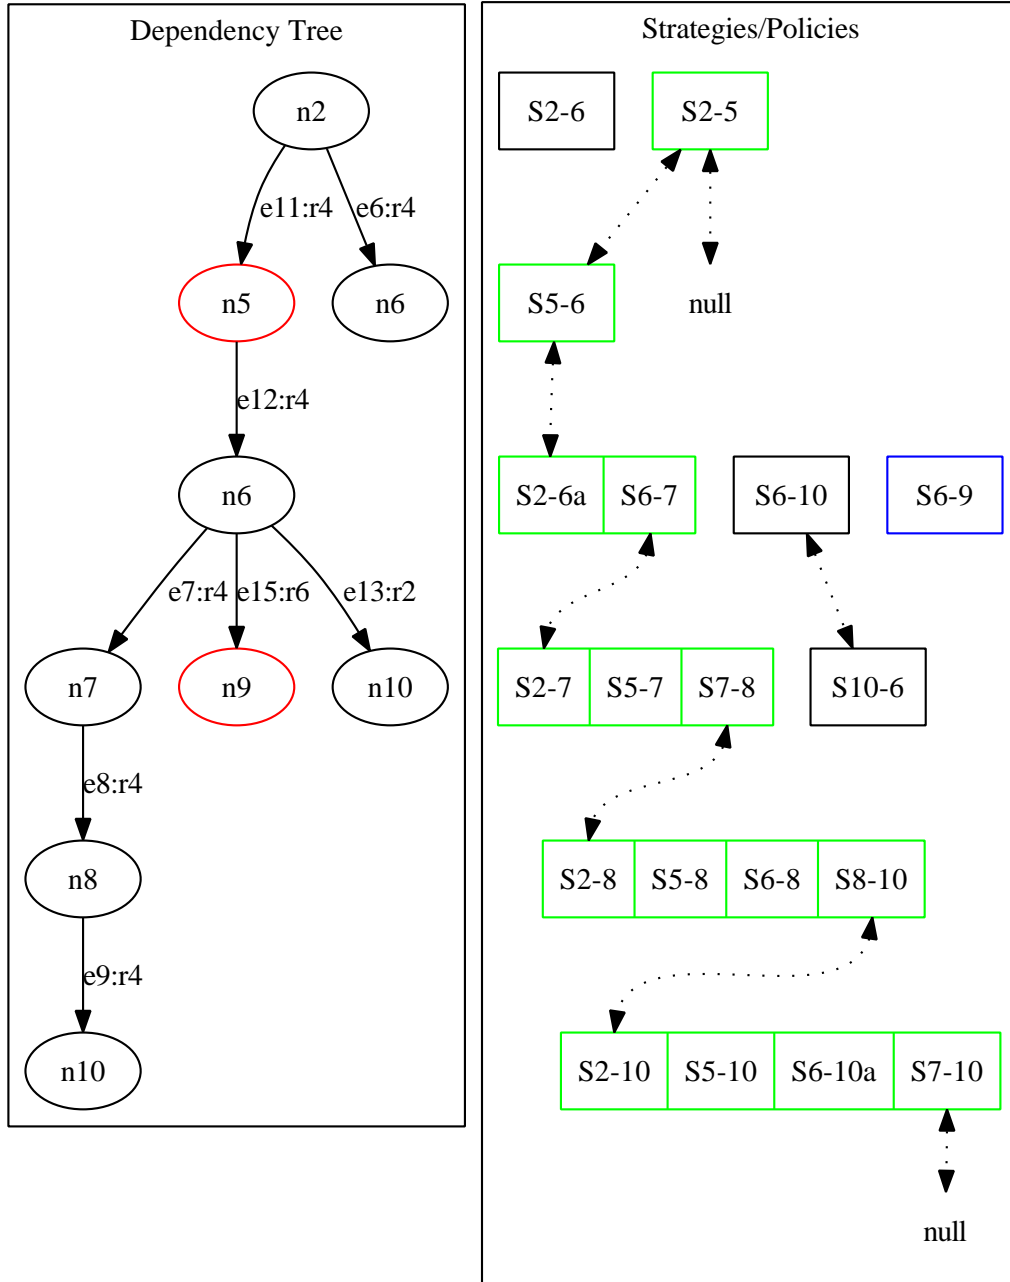 Dependency Tree
n2
e11:r4 e6:r4
n5 n6
e12:r4
n6
e7:r4 e15:r6 e13:r2
n7 n9 n10
e8:r4
n8
e9:r4
n10
Strategies/Policies
S2-6 S2-5
S5-6 null
S2-6a S6-7 S6-10 S6-9
S2-7 S5-7 S7-8 S10-6
S2-8 S5-8 S6-8 S8-10
S2-10 S5-10 S6-10a S7-10
null